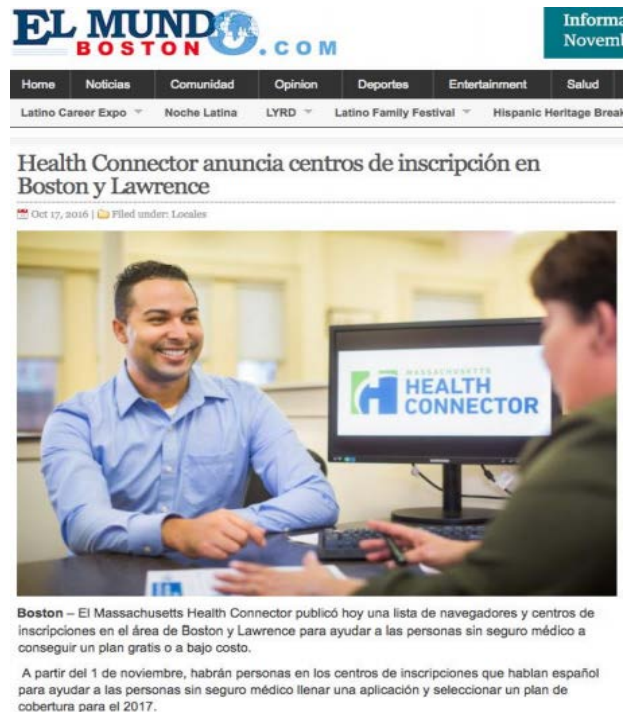 EL MUNDO
BOSTON.COM
Informa
Novemb
Home Noticias Comunidad Opinion Deportes Entertainment Salud
Latino Career Expo Noche Latina LYRD Latino Family Festival Hispanic Heritage Break
Health Connector anuncia centros de inscripción en
Boston y Lawrence
Oct 17, 2016 | Filed under: Locales
MASSACHUSETTS
HEALTH
CONNECTOR
Boston – El Massachusetts Health Connector publicó hoy una lista de navegadores y centros de
inscripciones en el área de Boston y Lawrence para ayudar a las personas sin seguro médico a
conseguir un plan gratis o a bajo costo.
A partir del 1 de noviembre, habrán personas en los centros de inscripciones que hablan español
para ayudar a las personas sin seguro médico llenar una aplicación y seleccionar un plan de
cobertura para el 2017.